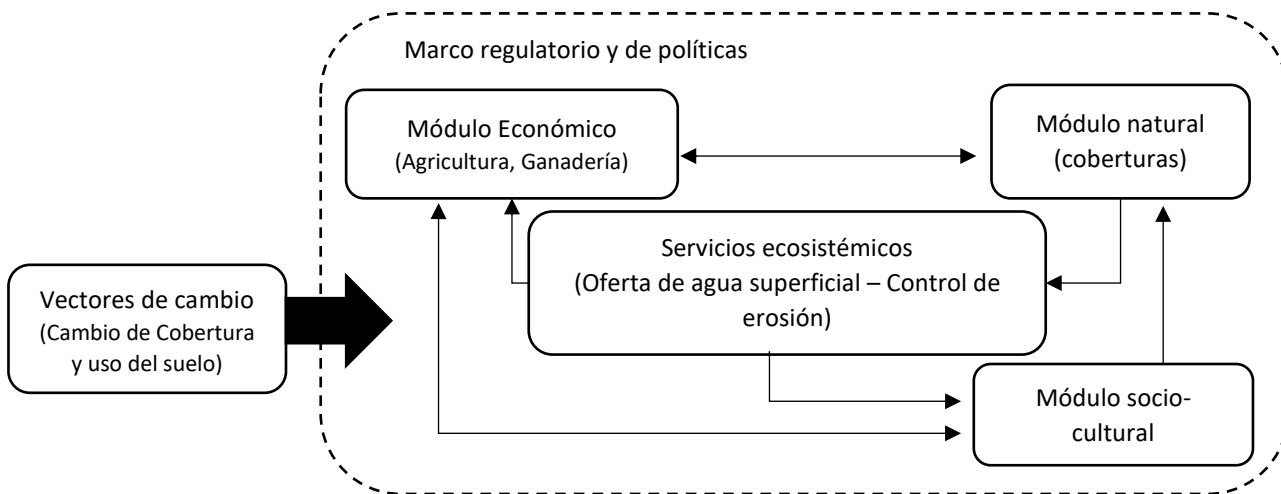 Marco regulatorio y de políticas
Módulo Económico
(Agricultura, Ganadería)
Módulo natural
(coberturas)
Servicios ecosistémicos
(Oferta de agua superficial – Control de
erosión)
Vectores de cambio
(Cambio de Cobertura
y uso del suelo)
Módulo socio-
cultural